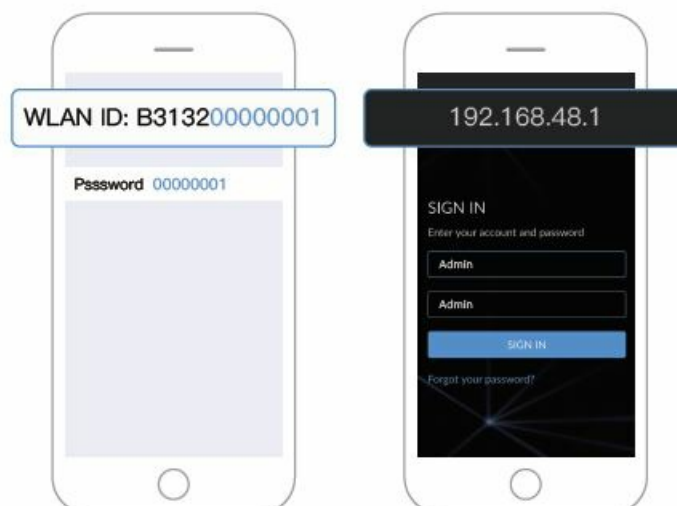 WLAN ID: B313200000001
Psssword 00000001
192.168.48.1
SIGN IN
Enter your account and password
Admin
Admin
SIGN IN
Forgot your password?